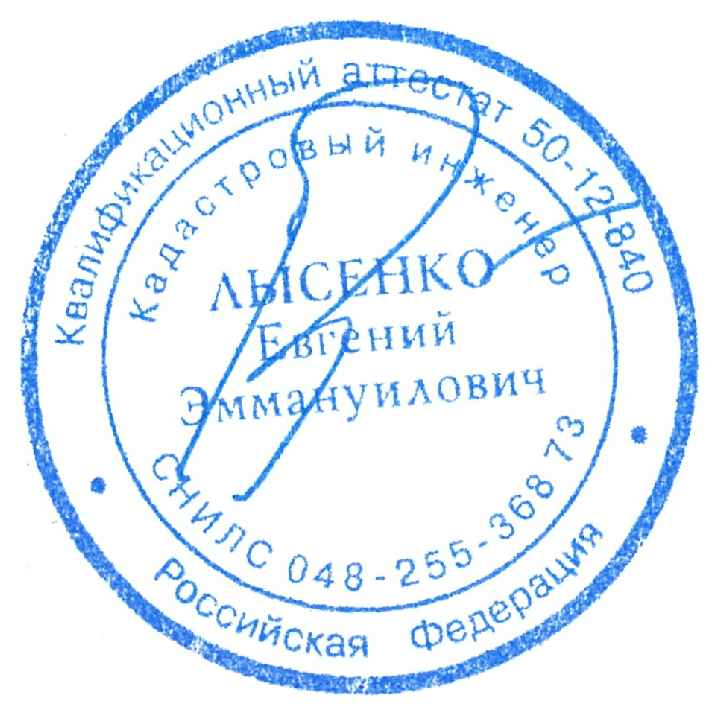 Квалификационный аттестат 50-12-840
Кадастровый инженер
ЛЫСЕНКО
Евгений
Эммануилович
СНИЛС 048-255-368 73
Российская Федерация